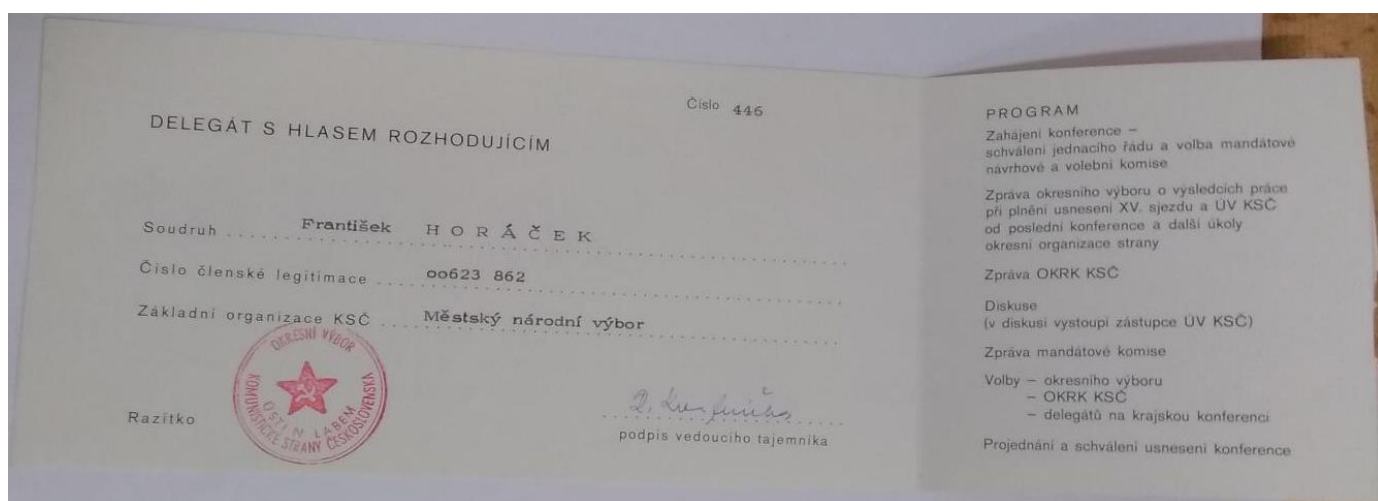 Číslo 446
DELEGÁT S HLASEM ROZHODUJÍCÍM
Soudruh František HORÁČEK
Číslo členské legitimace oo623 862
Základní organizace KSČ Městský národní výbor
OKRESNÍ VÝBOR
KOMUNISTICKÉ STRANY ČESKOSLOVENSKA
ÚSTÍ N LABEM
Razítko
podpis vedoucího tajemníka
PROGRAM
Zahájení konference –
schválení jednacího řádu a volba mandátové
návrhové a volební komise
Zpráva okresního výboru o výsledcích práce
při plnění usnesení XV. sjezdu a ÚV KSČ
od poslední konference a další úkoly
okresní organizace strany
Zpráva OKRK KSČ
Diskuse
(v diskusi vystoupí zástupce ÚV KSČ)
Zpráva mandátové komise
Volby – okresního výboru
– OKRK KSČ
– delegátů na krajskou konferenci
Projednání a schválení usnesení konference